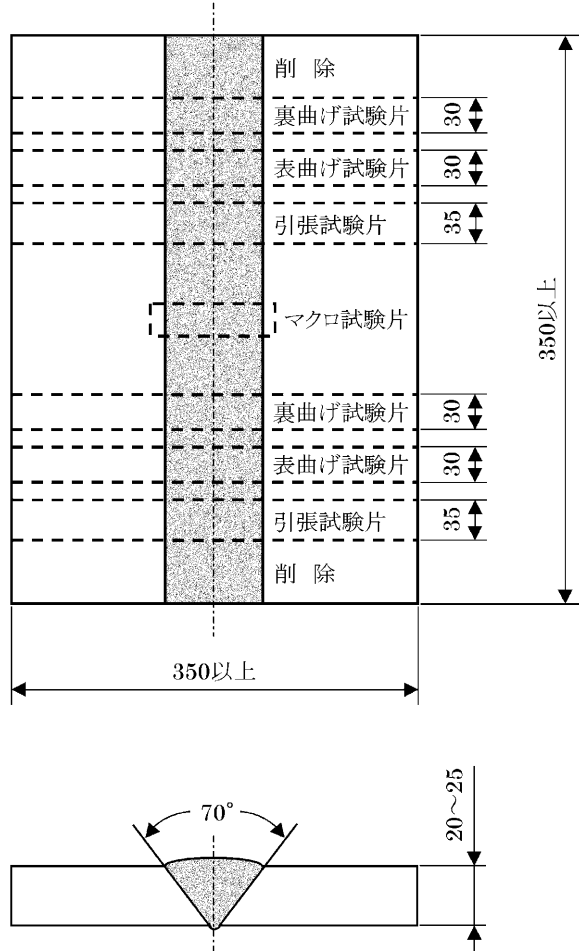 削 除
裏曲げ試験片
30
表曲げ試験片
30
引張試験片
35
マクロ試験片
350以上
裏曲げ試験片
30
表曲げ試験片
30
引張試験片
35
削 除
350以上
70°
20～25